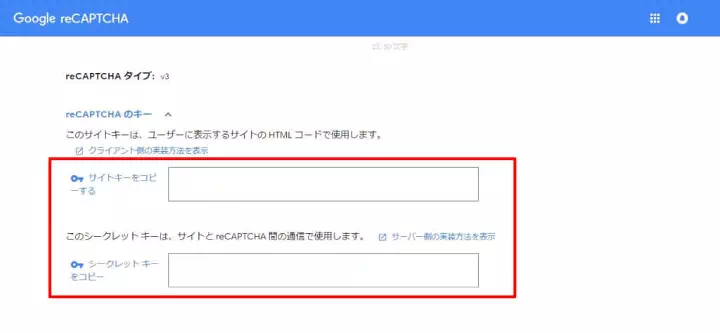 Google reCAPTCHA
reCAPTCHA タイプ: v3
reCAPTCHA のキー
このサイトキーは、ユーザーに表示するサイトの HTML コードで使用します。
クライアント側の実装方法を表示
サイトキーをコピ
ーする
このシークレット キーは、サイトと reCAPTCHA 間の通信で使用します。 サーバー側の実装方法を表示
シークレット キー
をコピー